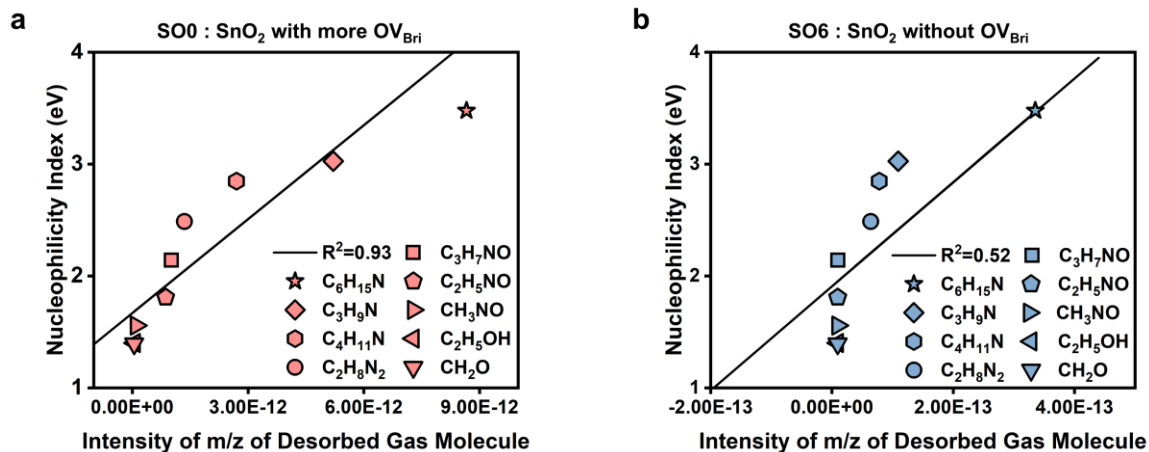 a
SO0 : SnO2 with more OVBri
Nucleophilicity Index (eV)
4
3
2
1
R2=0.93
C6H15N
C3H9N
C4H11N
C2H8N2
C3H7NO
C2H5NO
CH3NO
C2H5OH
CH2O
0.00E+00 3.00E-12 6.00E-12 9.00E-12
Intensity of m/z of Desorbed Gas Molecule
b
SO6 : SnO2 without OVBri
Nucleophilicity Index (eV)
4
3
2
1
R2=0.52
C6H15N
C3H9N
C4H11N
C2H8N2
C3H7NO
C2H5NO
CH3NO
C2H5OH
CH2O
-2.00E-13 0.00E+00 2.00E-13 4.00E-13
Intensity of m/z of Desorbed Gas Molecule